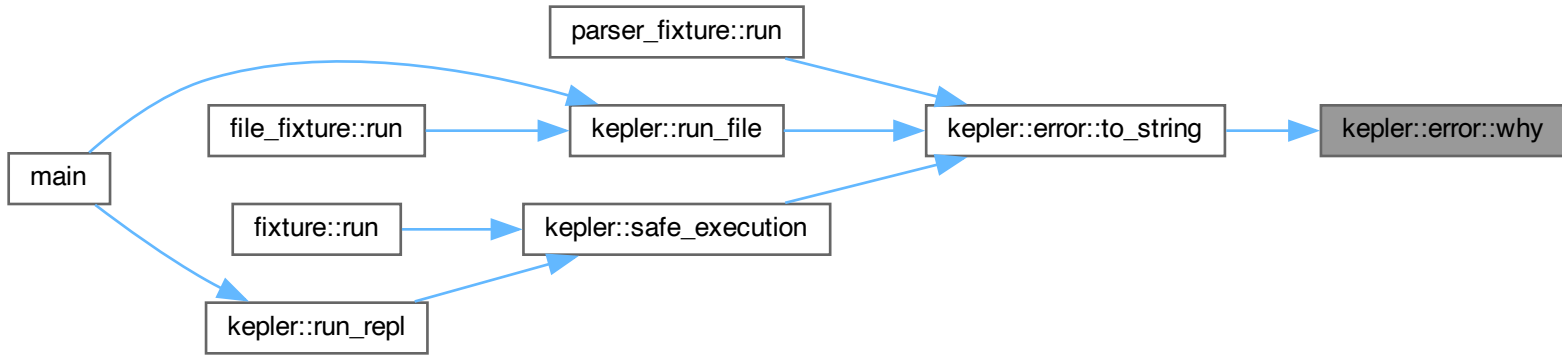 parser_fixture::run
file_fixture::run
kepler::run_file
kepler::error::to_string
kepler::error::why
main
fixture::run
kepler::safe_execution
kepler::run_repl